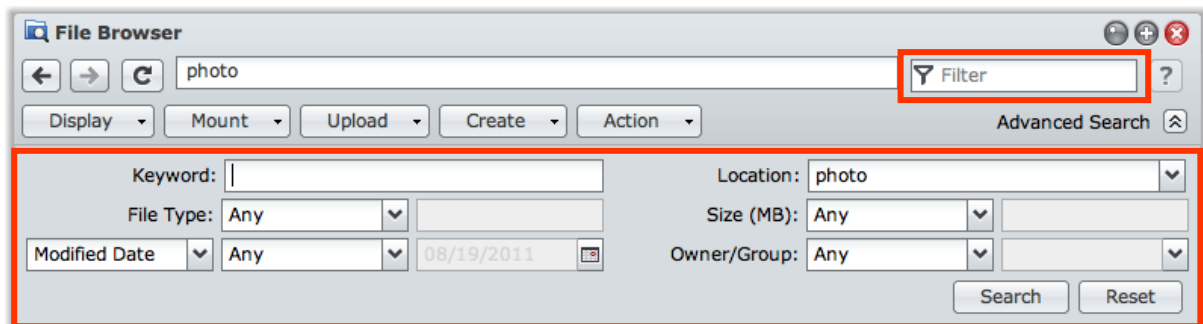 File Browser
photo Filter ?
Display Mount Upload Create Action Advanced Search
Keyword: Location: photo
File Type: Any Size (MB): Any
Modified Date Any 08/19/2011 Owner/Group: Any
Search Reset